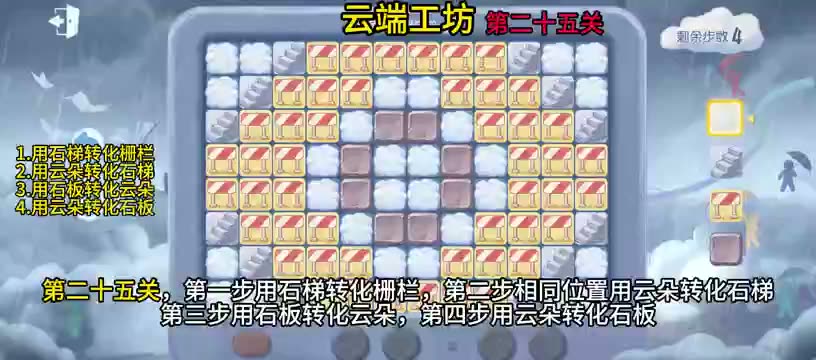 云端工坊 第二十五关
剩余步数 4
1.用石梯转化栅栏
2.用云朵转化石梯
3.用石板转化云朵
4.用云朵转化石板
第二十五关，第一步用石梯转化栅栏，第二步相同位置用云朵转化石梯
第三步用石板转化云朵，第四步用云朵转化石板